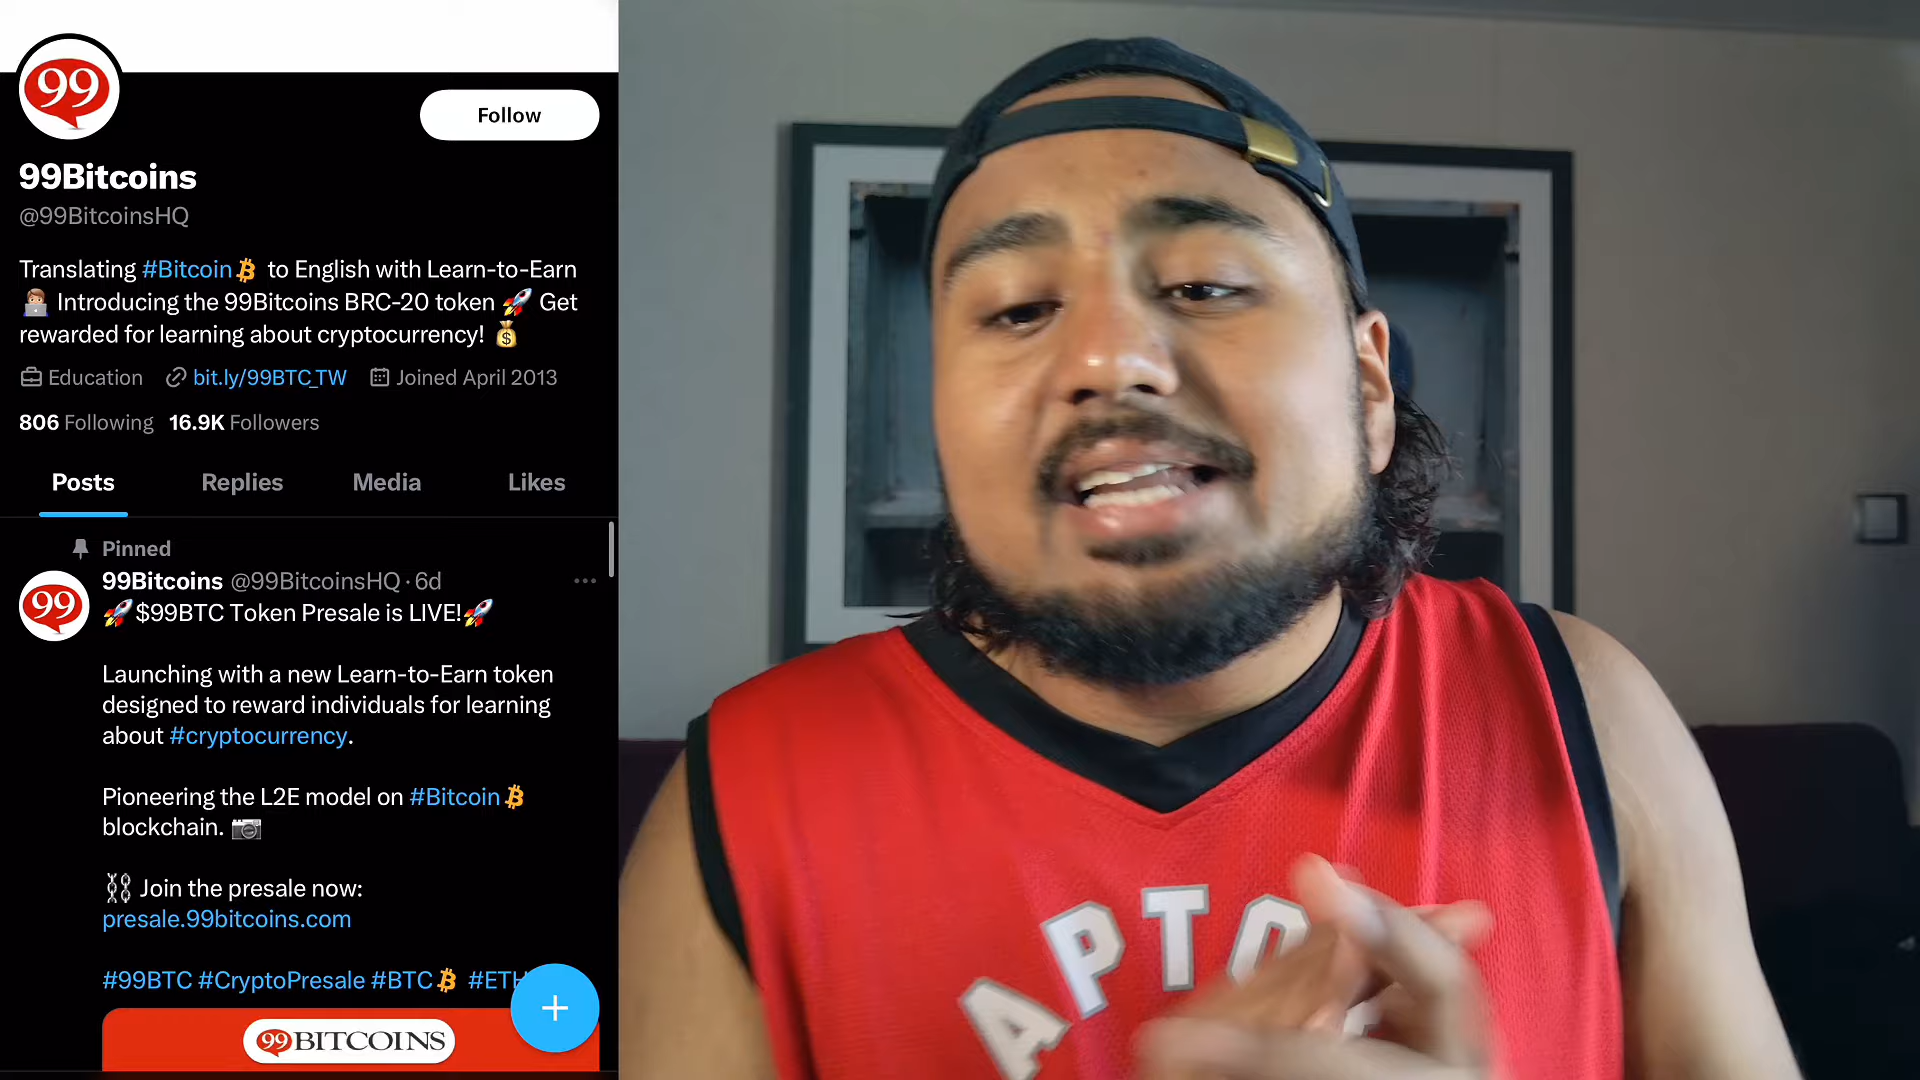 99
Follow
99Bitcoins
@99BitcoinsHQ
Translating #Bitcoin to English with Learn-to-Earn
Introducing the 99Bitcoins BRC-20 token 🚀 Get
rewarded for learning about cryptocurrency! 💰
Education bit.ly/99BTC_TW Joined April 2013
806 Following 16.9K Followers
Posts Replies Media Likes
Pinned
99
99Bitcoins @99BitcoinsHQ · 6d
🚀$99BTC Token Presale is LIVE!🚀
Launching with a new Learn-to-Earn token
designed to reward individuals for learning
about #cryptocurrency.
Pioneering the L2E model on #Bitcoin
blockchain. 📷
⛓ Join the presale now:
presale.99bitcoins.com
#99BTC #CryptoPresale #BTC #ETH
99BITCOINS
APTO